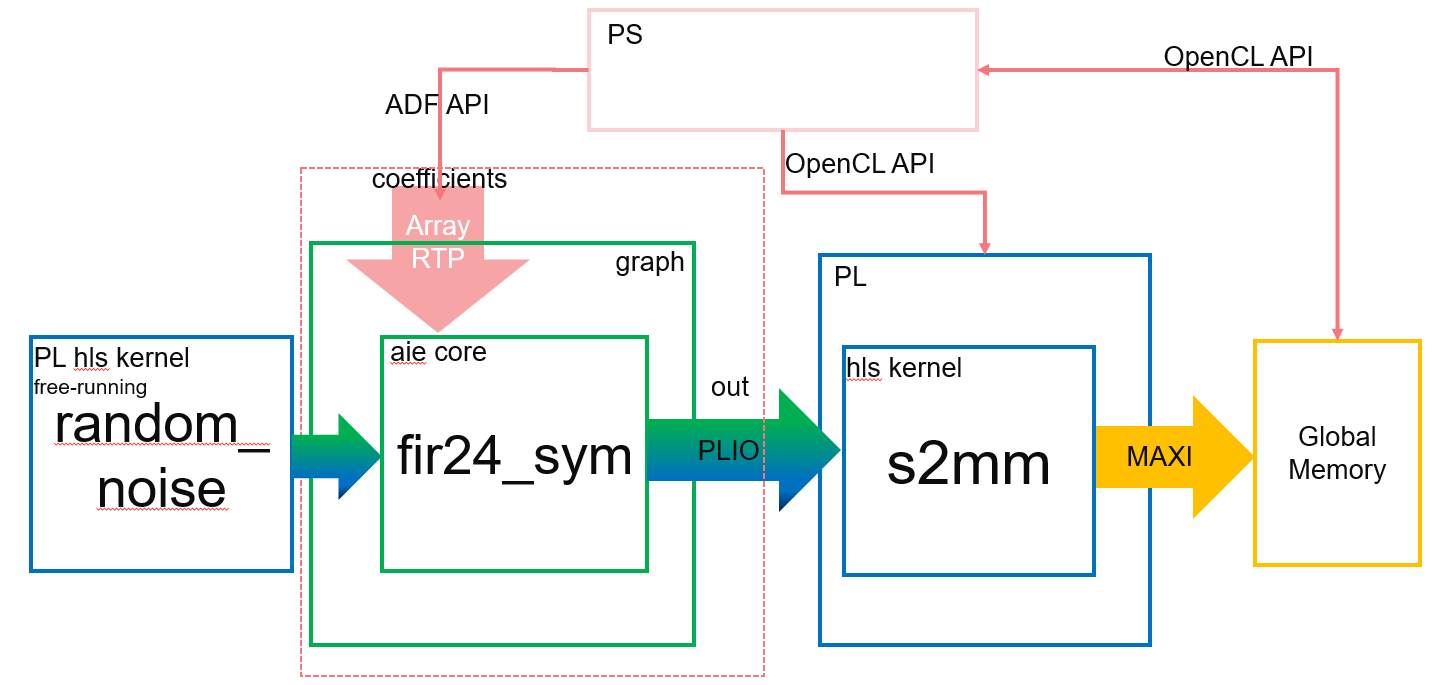 PS
OpenCL API
ADF API
OpenCL API
coefficients
Array
RTP
graph
PL
PL hls kernel
free-running
random_
noise
aie core
fir24_sym
out
PLIO
hls kernel
s2mm
MAXI
Global
Memory